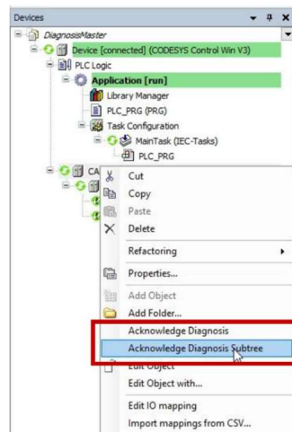 Devices
DiagnosisMaster
Device [connected] (CODESYS Control Win V3)
PLC Logic
Application [run]
Library Manager
PLC_PRG (PRG)
Task Configuration
MainTask (IEC-Tasks)
PLC_PRG
CA
Cut
Copy
Paste
Delete
Refactoring
Properties...
Add Object
Add Folder...
Acknowledge Diagnosis
Acknowledge Diagnosis Subtree
Edit Object
Edit Object with...
Edit IO mapping
Import mappings from CSV...